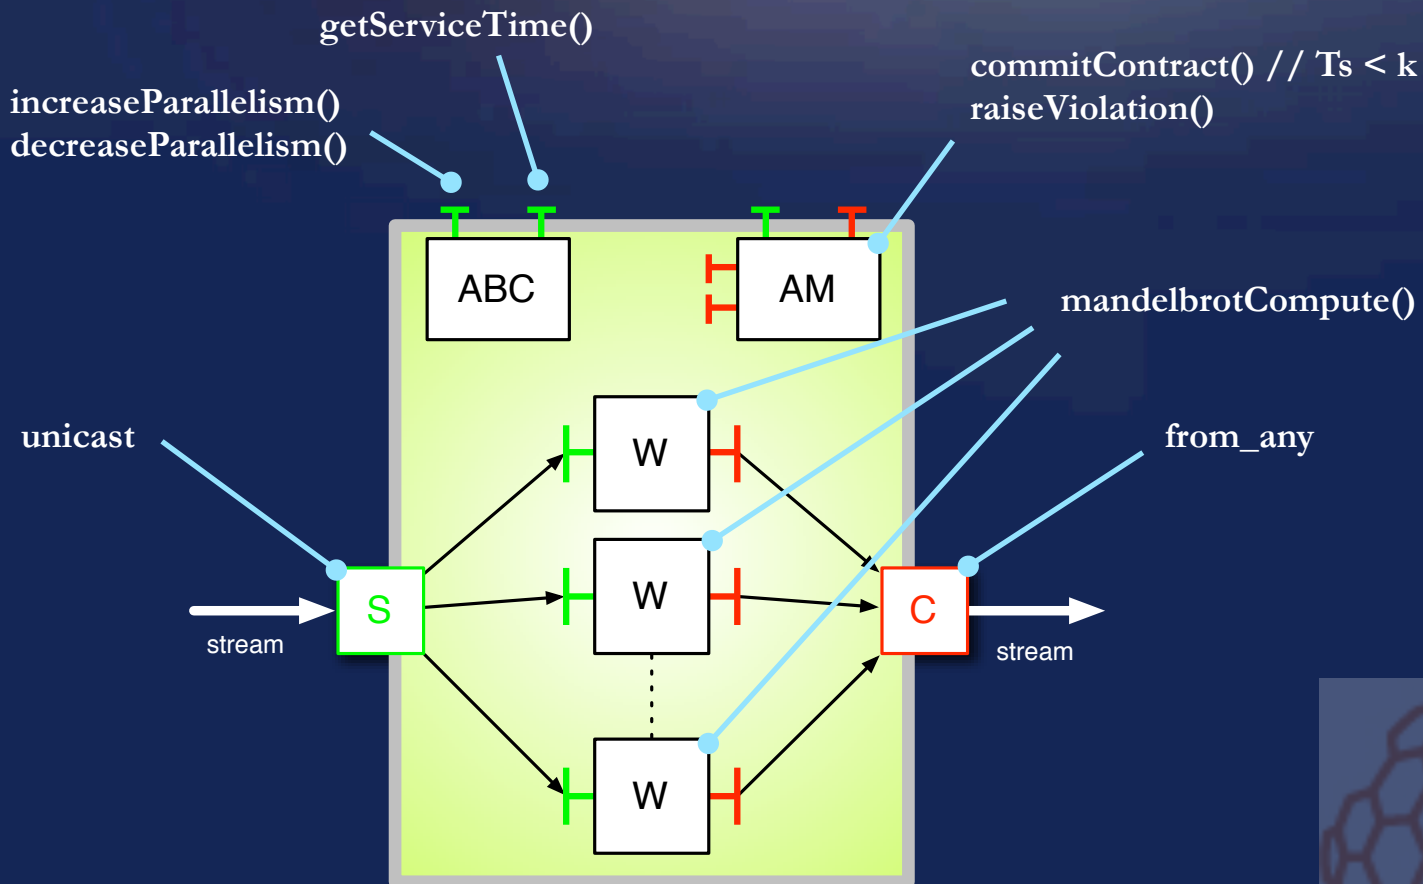 getServiceTime()
commitContract() // Ts < k
raiseViolation()
increaseParallelism()
decreaseParallelism()
ABC
AM
mandelbrotCompute()
unicast
W
from_any
W
S
C
stream
stream
W